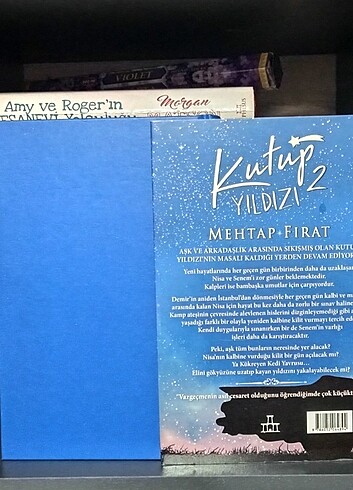 VIOLET
Amy ve Roger'ın
Morgan
Kutup
YILDIZI 2
MEHTAP FIRAT
AŞK VE ARKADAŞLIK ARASINDA SIKIŞMIŞ OLAN KUTU
YILDIZI'NIN MASALI KALDIĞI YERDEN DEVAM EDİYOR
Yeni hayatlarında her geçen gün birbirinden daha da uzaklaşan
Nisa ve Senem'i zor günler beklemektedir.
Kalpleri ise bambaşka umutlar için çarpıyordur.
Demir'in aniden İstanbul'dan dönmesiyle her geçen gün kalbi ve ma
arasında kalan Nisa için hayat bu kez daha da zorlu bir sınav haline
Kamp ateşinin çevresinde alevlenen hislerini dizginleyemediği gibi a
yaşadığı farklı bir olayla yeniden kalbine kilit vurmayı tercih ed
Kendi duygularıyla sınanırken bir de Senem'in varlığı
işleri daha da karıştıracaktır.
Peki, aşk tüm bunların neresinde yer alacak?
Nisa'nın kalbine vurduğu kilit bir gün açılacak mı?
Ya Kükreyen Kedi Yavrusu...
Elini gökyüzüne uzatıp kayan yıldızını yakalayabilecek mi?
"Vazgeçmenin asıl cesaret olduğunu öğrendiğimde çok küçükt